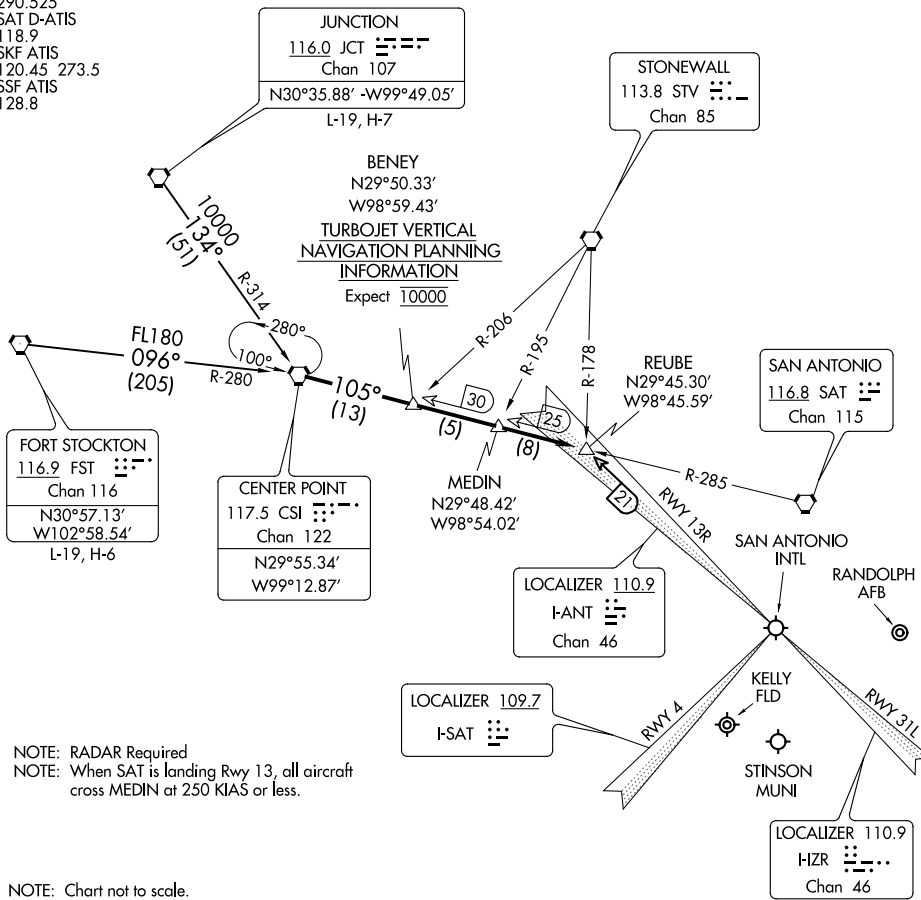 290.525
SAT D-ATIS
118.9
SKF ATIS
120.45 273.5
SSF ATIS
128.8
JUNCTION
116.0 JCT
Chan 107
N30°35.88' -W99°49.05'
L-19, H-7
STONEWALL
113.8 STV
Chan 85
BENEY
N29°50.33'
W98°59.43'
TURBOJET VERTICAL
NAVIGATION PLANNING
INFORMATION
Expect 10000
10000
134°
(51)
R-314
R-206
R-195
R-178
280°
100°
FL180
096°
(205)
R-280
105°
(13)
30
(5)
25
(8)
REUBE
N29°45.30'
W98°45.59'
SAN ANTONIO
116.8 SAT
Chan 115
R-285
21
RWY 13R
FORT STOCKTON
116.9 FST
Chan 116
N30°57.13'
W102°58.54'
L-19, H-6
CENTER POINT
117.5 CSI
Chan 122
N29°55.34'
W99°12.87'
MEDIN
N29°48.42'
W98°54.02'
LOCALIZER 110.9
I-ANT
Chan 46
SAN ANTONIO
INTL
RANDOLPH
AFB
LOCALIZER 109.7
I-SAT
RWY 4
KELLY
FLD
RWY 31L
STINSON
MUNI
LOCALIZER 110.9
I-IZR
Chan 46
NOTE: RADAR Required
NOTE: When SAT is landing Rwy 13, all aircraft
cross MEDIN at 250 KIAS or less.
NOTE: Chart not to scale.